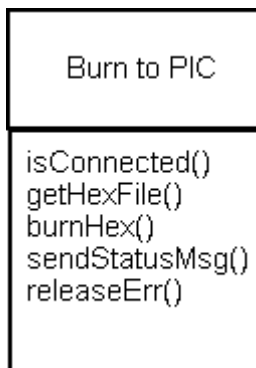 Burn to PIC
isConnected()
getHexFile()
burnHex()
sendStatusMsg()
releaseErr()